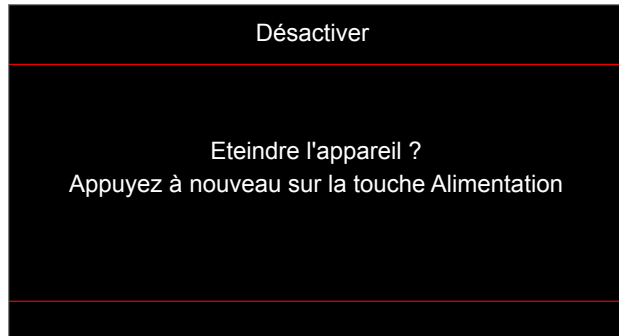 Désactiver
Eteindre l'appareil ?
Appuyez à nouveau sur la touche Alimentation